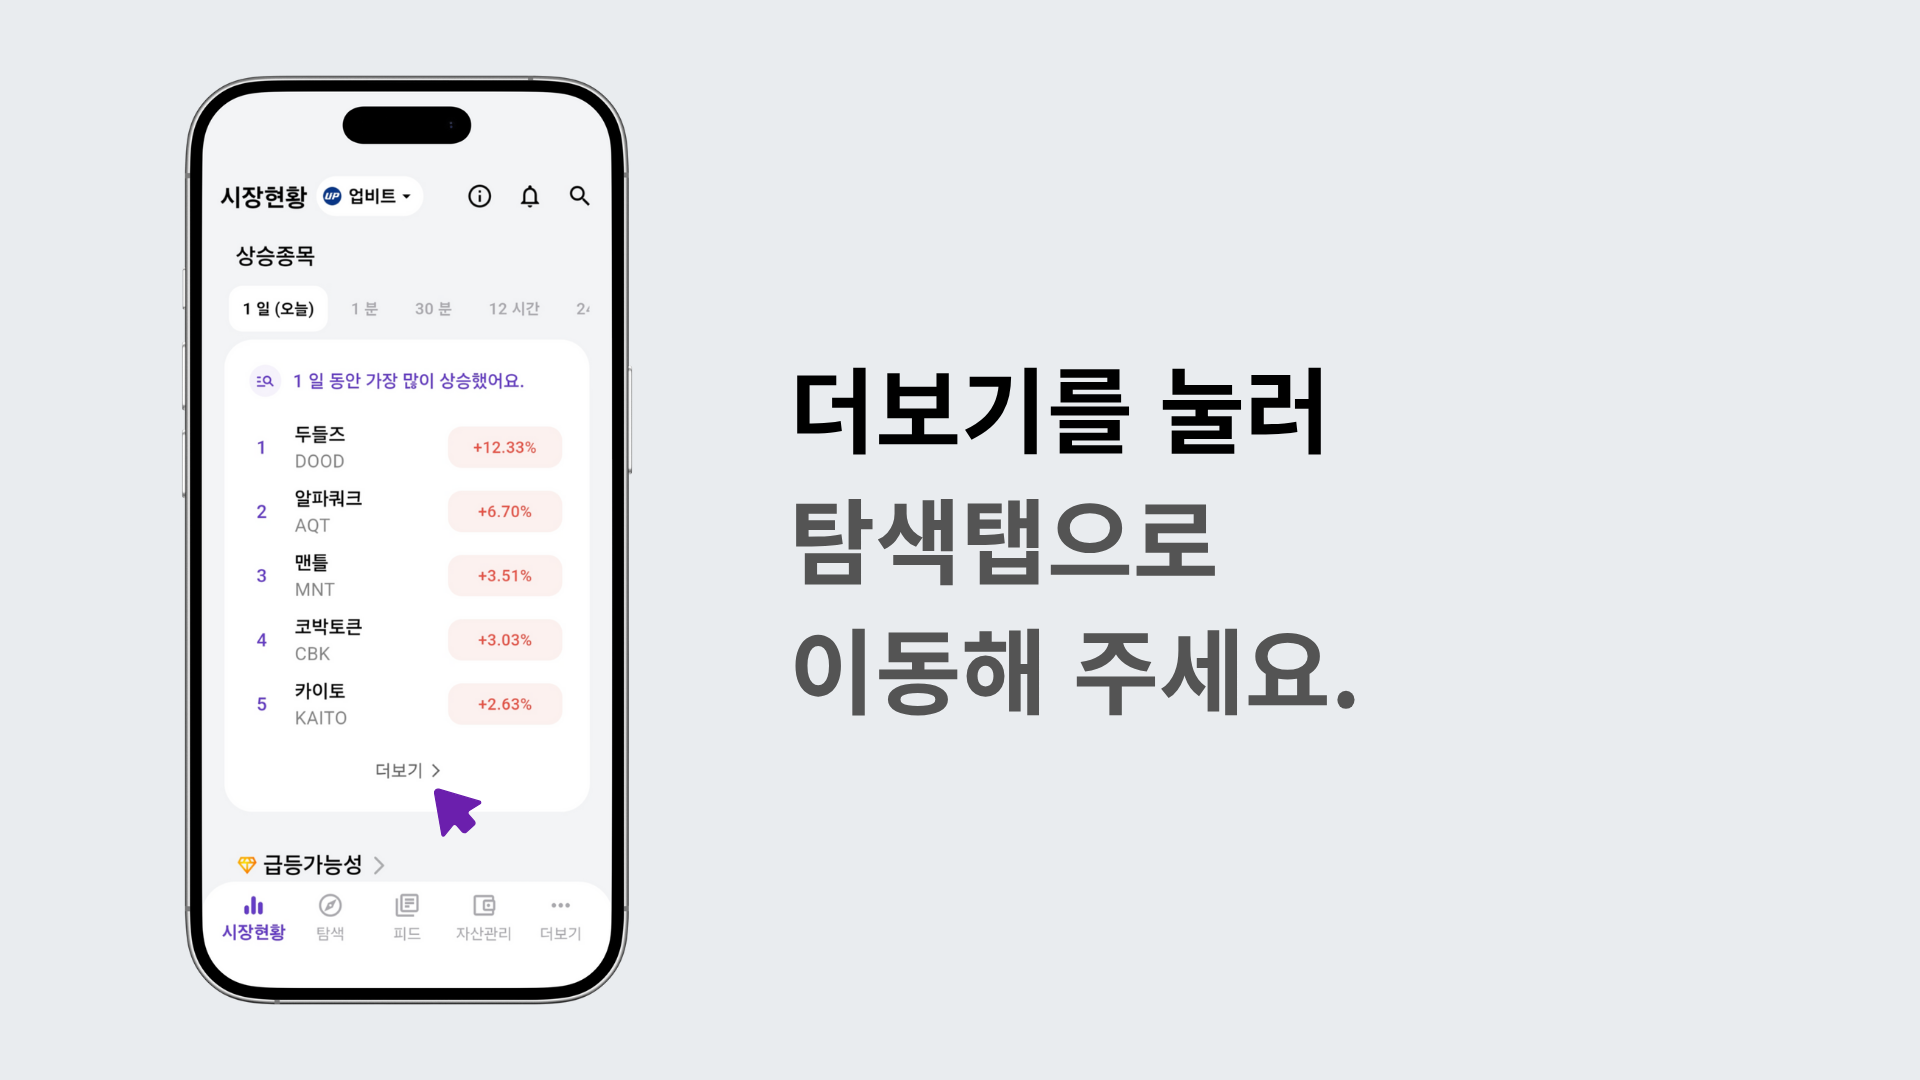 시장현황 UP 업비트
상승종목
1 일 (오늘) 1 분 30 분 12 시간
1 일 동안 가장 많이 상승했어요.
1 두들즈 +12.33%
DOOD
2 알파쿼크 +6.70%
AQT
3 맨틀 +3.51%
MNT
4 코박토큰 +3.03%
CBK
5 카이토 +2.63%
KAITO
더보기
급등가능성
시장현황 탐색 피드 자산관리 더보기
더보기를 눌러
탐색탭으로
이동해 주세요.